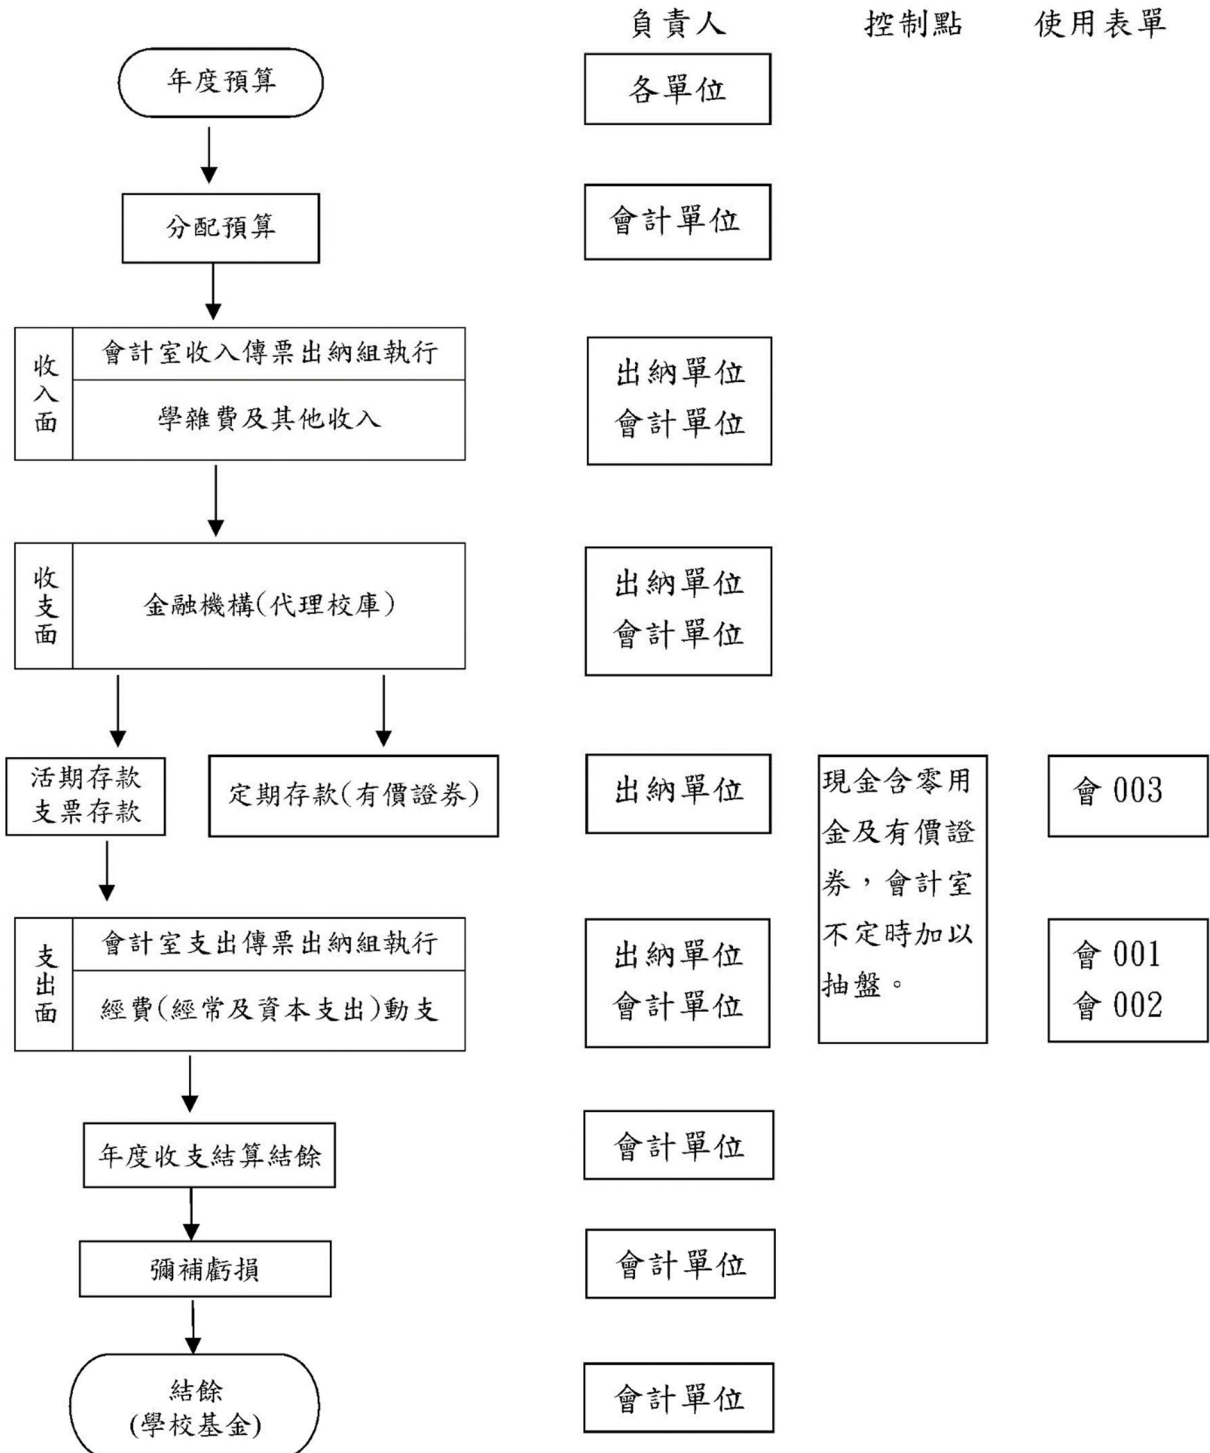 負責人 控制點 使用表單
年度預算 各單位
分配預算 會計單位
收入面
會計室收入傳票出納組執行
學雜費及其他收入
出納單位
會計單位
收支面
金融機構(代理校庫)
出納單位
會計單位
活期存款
支票存款
定期存款(有價證券)
出納單位
現金含零用
金及有價證
券，會計室
不定時加以
抽盤。
會 003
支出面
會計室支出傳票出納組執行
經費(經常及資本支出)動支
出納單位
會計單位
會 001
會 002
年度收支結算結餘 會計單位
彌補虧損 會計單位
結餘
(學校基金)
會計單位